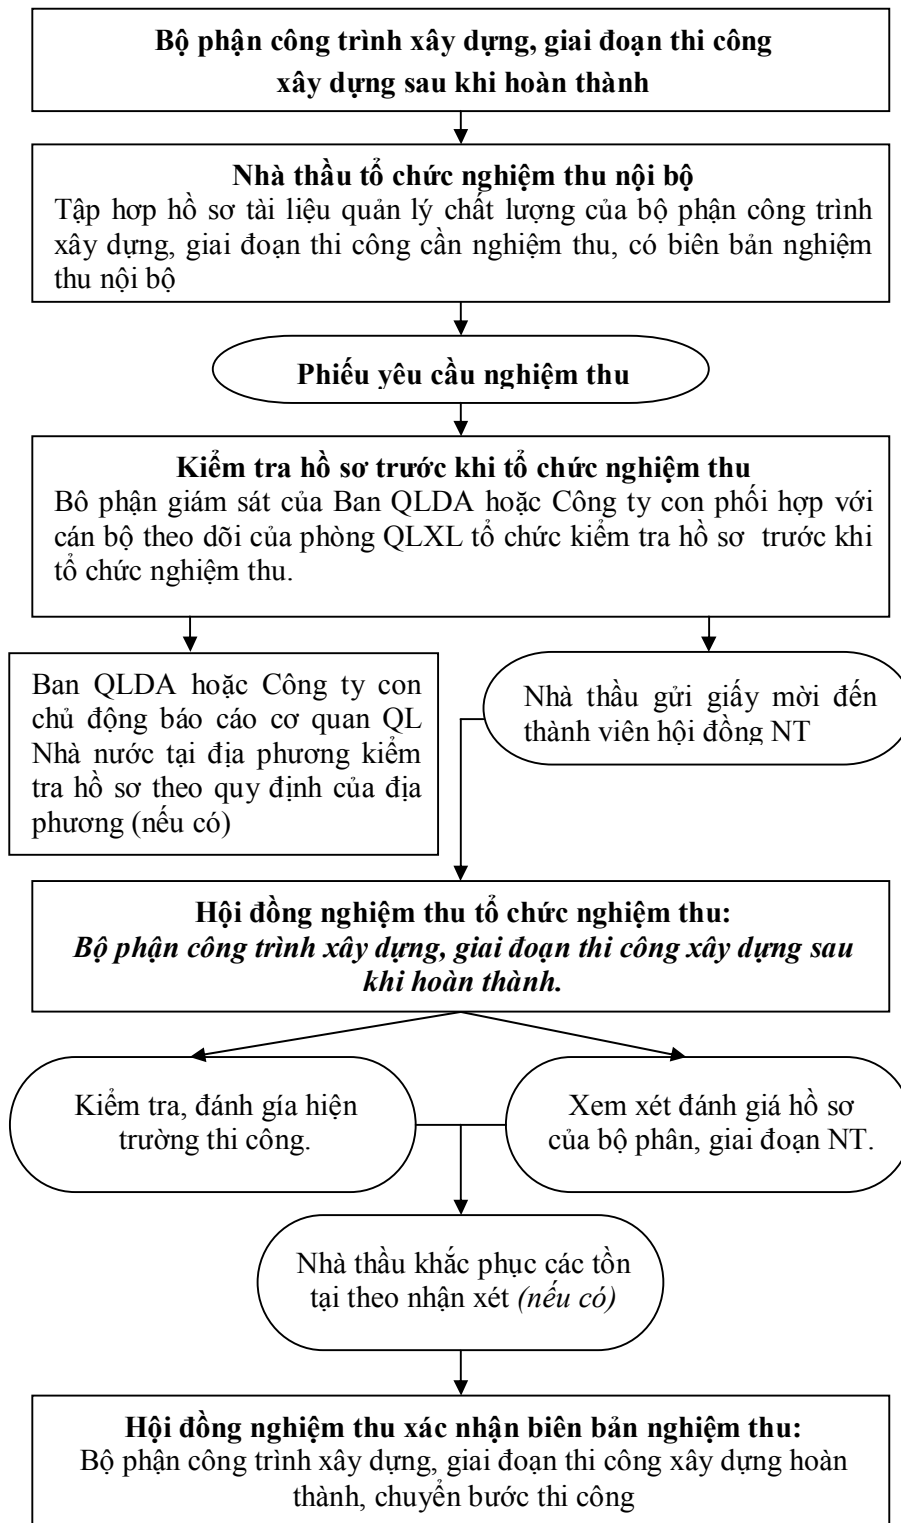 Bộ phận công trình xây dựng, giai đoạn thi công
xây dựng sau khi hoàn thành
Nhà thầu tổ chức nghiệm thu nội bộ
Tập hơp hồ sơ tài liệu quản lý chất lượng của bộ phận công trình
xây dựng, giai đoạn thi công cần nghiệm thu, có biên bản nghiệm
thu nội bộ
Phiếu yêu cầu nghiệm thu
Kiểm tra hồ sơ trước khi tổ chức nghiệm thu
Bô phận giám sát của Ban QLDA hoặc Công ty con phối hợp với
cán bộ theo dõi của phòng QLXL tổ chức kiểm tra hồ sơ trước khi
tổ chức nghiệm thu.
Ban QLDA hoặc Công ty con
chủ động báo cáo cơ quan QL
Nhà nước tại địa phương kiểm
tra hồ sơ theo quy định của địa
phương (nếu có)
Nhà thầu gửi giấy mời đến
thành viên hội đồng NT
Hội đồng nghiệm thu tổ chức nghiệm thu:
Bộ phận công trình xây dựng, giai đoạn thi công xây dựng sau
khi hoàn thành.
Kiểm tra, đánh gía hiện
trường thi công.
Xem xét đánh giá hồ sơ
của bộ phân, giai đoạn NT.
Nhà thầu khắc phục các tồn
tại theo nhận xét (nếu có)
Hội đồng nghiệm thu xác nhận biên bản nghiệm thu:
Bộ phận công trình xây dựng, giai đoạn thi công xây dựng hoàn
thành, chuyển bước thi công